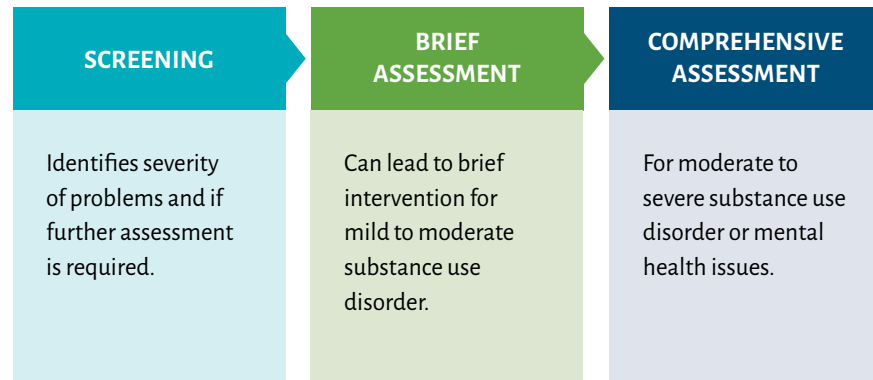 SCREENING
Identifies severity
of problems and if
further assessment
is required.
BRIEF
ASSESSMENT
Can lead to brief
intervention for
mild to moderate
substance use
disorder.
COMPREHENSIVE
ASSESSMENT
For moderate to
severe substance use
disorder or mental
health issues.